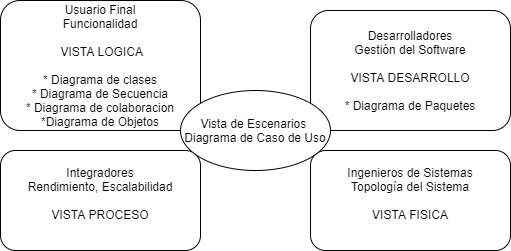 Usuario Final
Funcionalidad
VISTA LOGICA
* Diagrama de clases
* Diagrama de Secuencia
* Diagrama de colaboracion
*Diagrama de Objetos
Desarrolladores
Gestión del Software
VISTA DESARROLLO
* Diagrama de Paquetes
Vista de Escenarios
Diagrama de Caso de Uso
Integradores
Rendimiento, Escalabilidad
VISTA PROCESO
Ingenieros de Sistemas
Topología del Sistema
VISTA FISICA